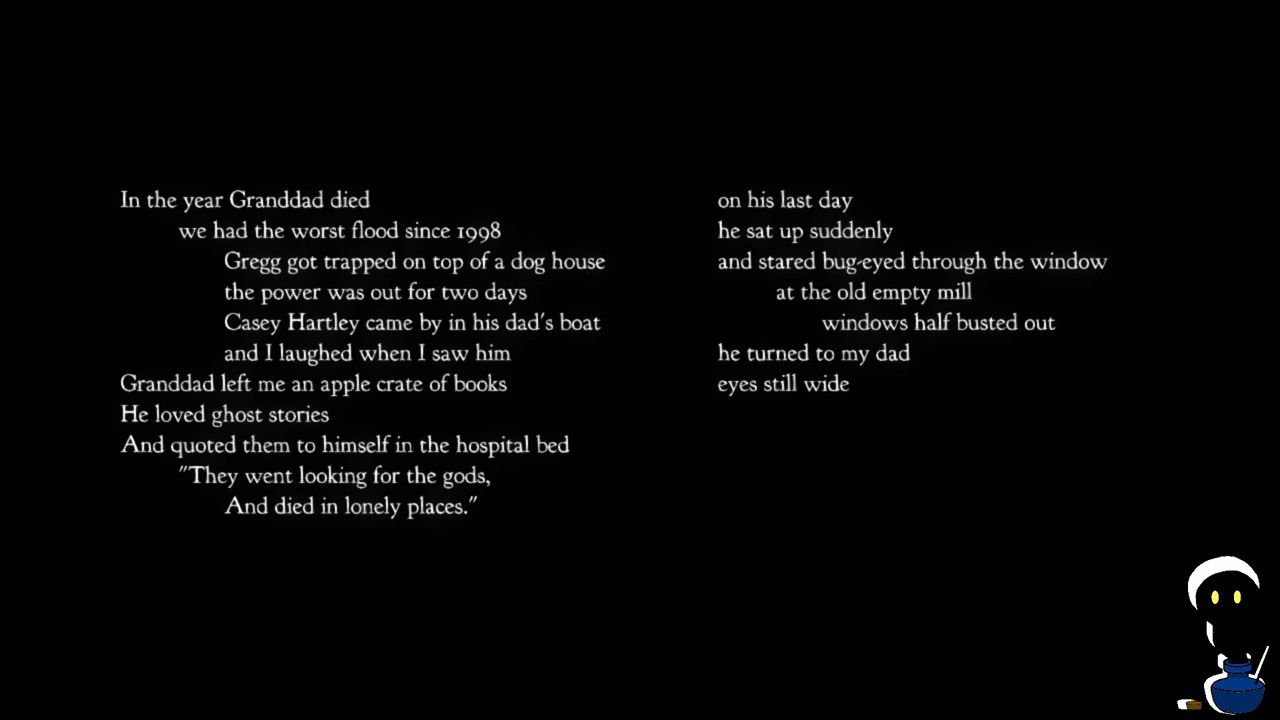 In the year Granddad died
we had the worst flood since 1998
Gregg got trapped on top of a dog house
the power was out for two days
Casey Hartley came by in his dad's boat
and I laughed when I saw him
Granddad left me an apple crate of books
He loved ghost stories
And quoted them to himself in the hospital bed
"They went looking for the gods,
And died in lonely places."
on his last day
he sat up suddenly
and stared bug-eyed through the window
at the old empty mill
windows half busted out
he turned to my dad
eyes still wide